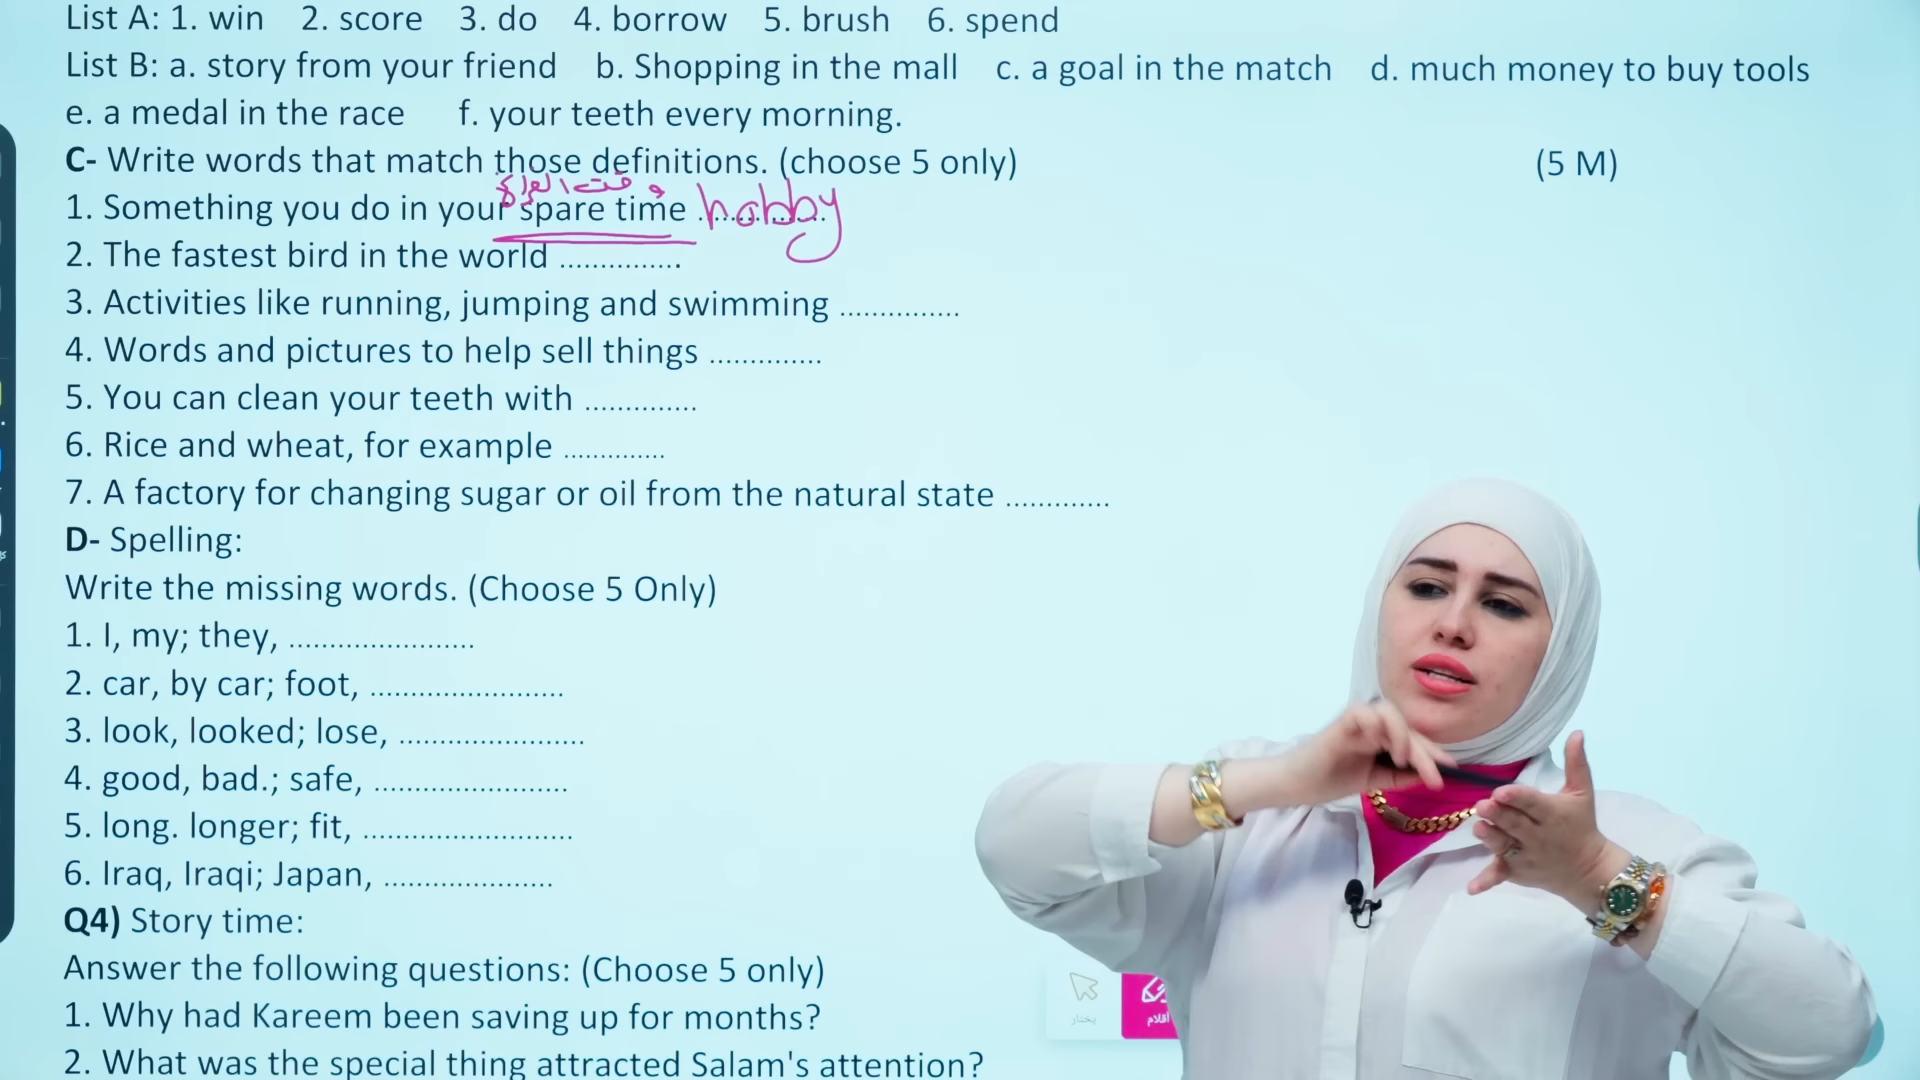 List A: 1. win 2. score 3. do 4. borrow 5. brush 6. spend
List B: a. story from your friend b. Shopping in the mall c. a goal in the match d. much money to buy tools
e. a medal in the race f. your teeth every morning.
C- Write words that match those definitions. (choose 5 only) (5 M)
وقت الفراغ
1. Something you do in your spare time .............. hobby
2. The fastest bird in the world ...............
3. Activities like running, jumping and swimming ...............
4. Words and pictures to help sell things ..............
5. You can clean your teeth with ..............
6. Rice and wheat, for example .............
7. A factory for changing sugar or oil from the natural state .............
D- Spelling:
Write the missing words. (Choose 5 Only)
1. I, my; they, .......................
2. car, by car; foot, ........................
3. look, looked; lose, .......................
4. good, bad.; safe, ........................
5. long. longer; fit, ..........................
6. Iraq, Iraqi; Japan, .....................
Q4) Story time:
Answer the following questions: (Choose 5 only)
1. Why had Kareem been saving up for months?
2. What was the special thing attracted Salam's attention?
يختار
أقلام